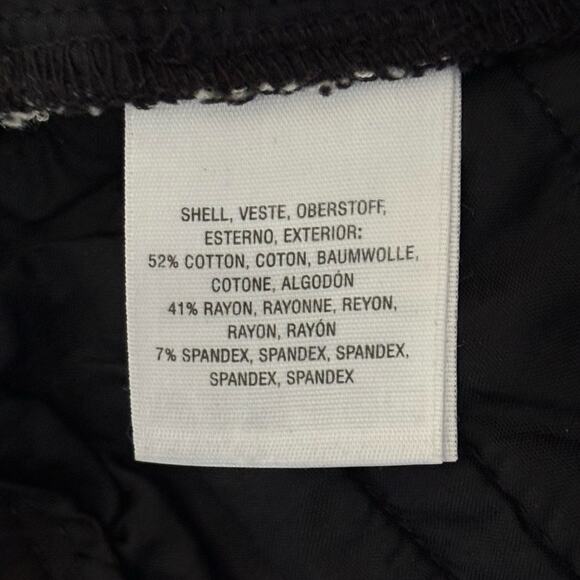 SHELL, VESTE, OBERSTOFF,
ESTERNO, EXTERIOR:
52% COTTON, COTON, BAUMWOLLE,
COTONE, ALGODÓN
41% RAYON, RAYONNE, REYON,
RAYON, RAYÓN
7% SPANDEX, SPANDEX, SPANDEX,
SPANDEX, SPANDEX